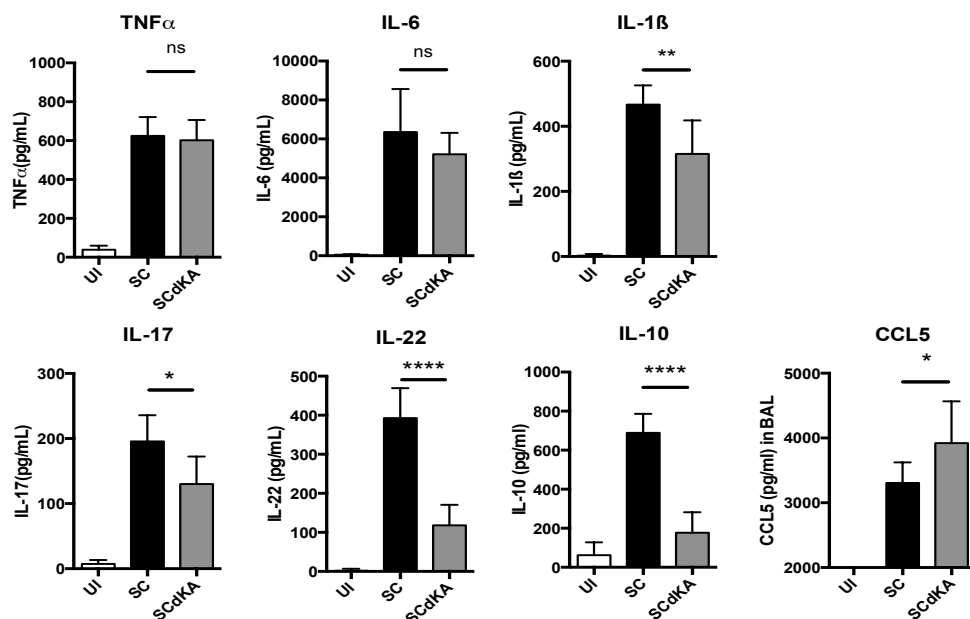 TNFα
ns
1000
800
600
400
200
0
TNFα(pg/mL)
UI
SC
SCdKA
IL-6
ns
10000
8000
6000
4000
2000
0
IL-6 (pg/mL)
UI
SC
SCdKA
IL-1ß
**
600
400
200
0
IL-1ß (pg/mL)
UI
SC
SCdKA
IL-17
*
300
200
100
0
IL-17(pg/mL)
UI
SC
SCdKA
IL-22
****
500
400
300
200
100
0
IL-22 (pg/mL)
UI
SC
SCdKA
IL-10
****
1000
800
600
400
200
0
IL-10 (pg/ml)
UI
SC
SCdKA
CCL5
*
5000
4000
3000
2000
CCL5 (pg/ml) in BAL
UI
SC
SCdKA